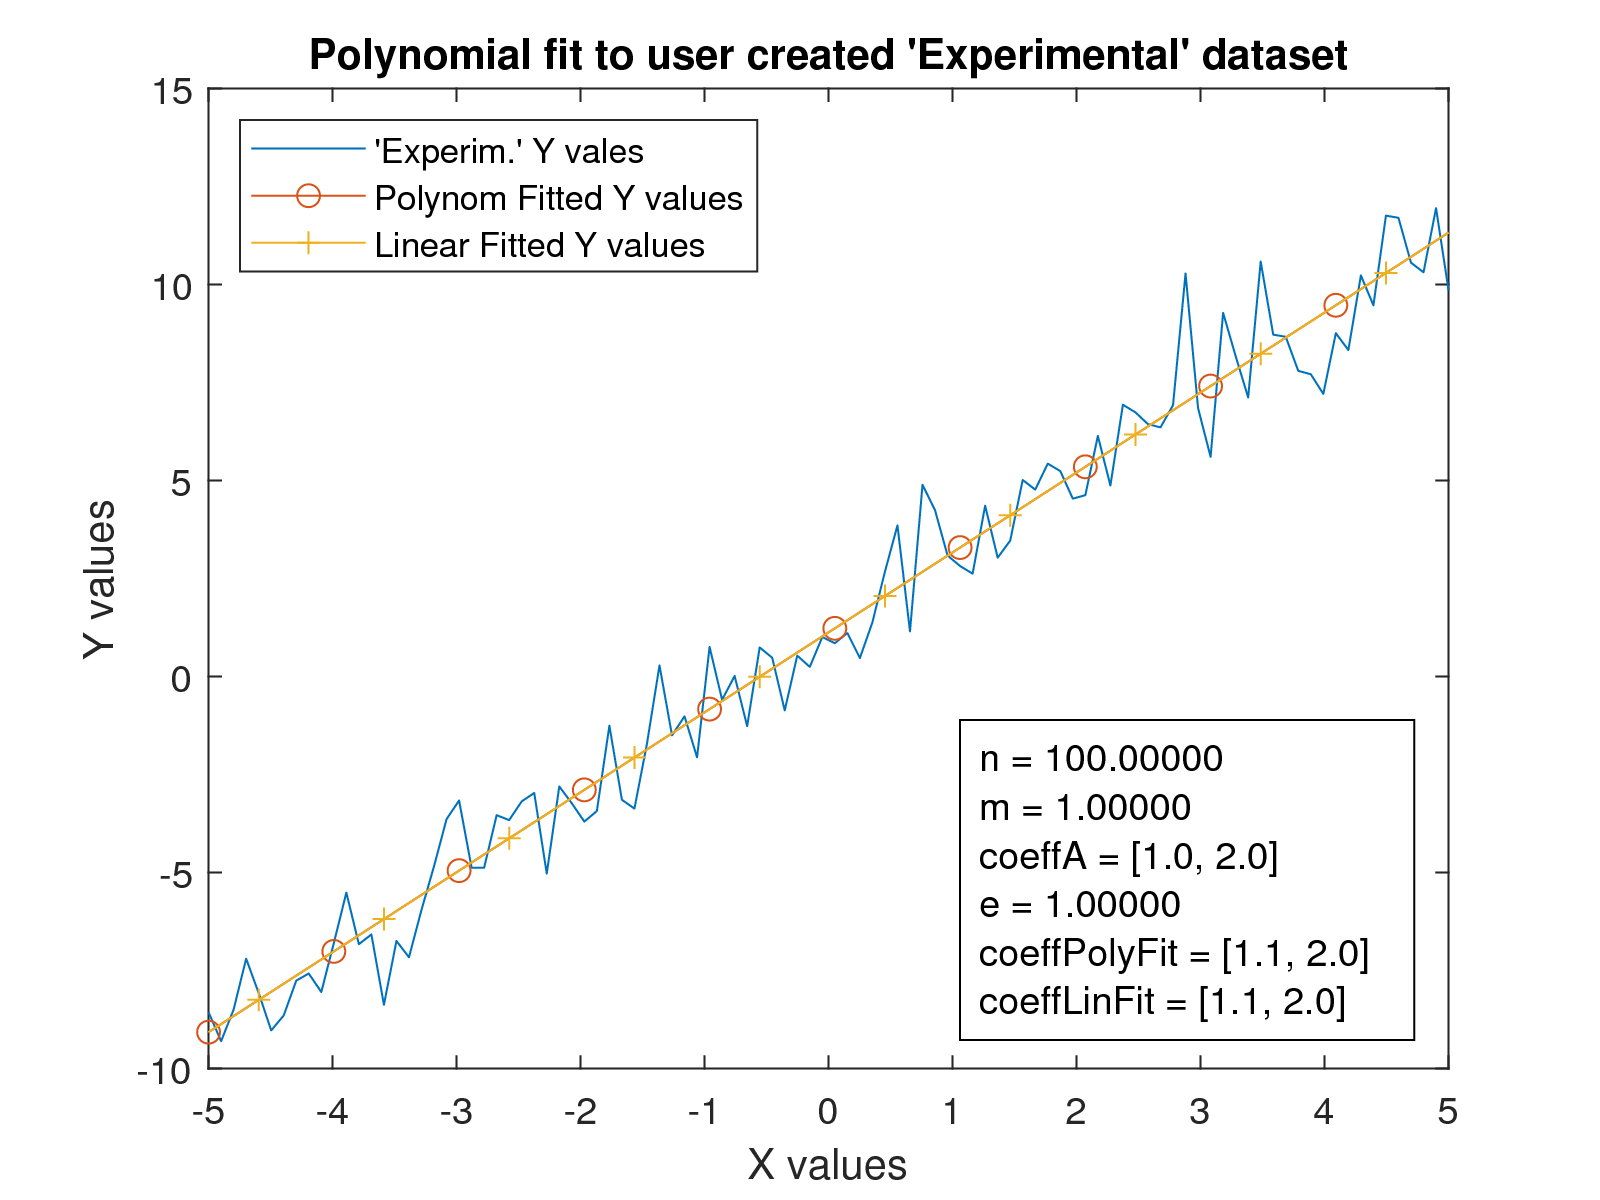 Polynomial fit to user created 'Experimental' dataset
15
10
5
0
-5
-10
Y values
'Experim.' Y vales
Polynom Fitted Y values
Linear Fitted Y values
n = 100.00000
m = 1.00000
coeffA = [1.0, 2.0]
e = 1.00000
coeffPolyFit = [1.1, 2.0]
coeffLinFit = [1.1, 2.0]
-5 -4 -3 -2 -1 0 1 2 3 4 5
X values